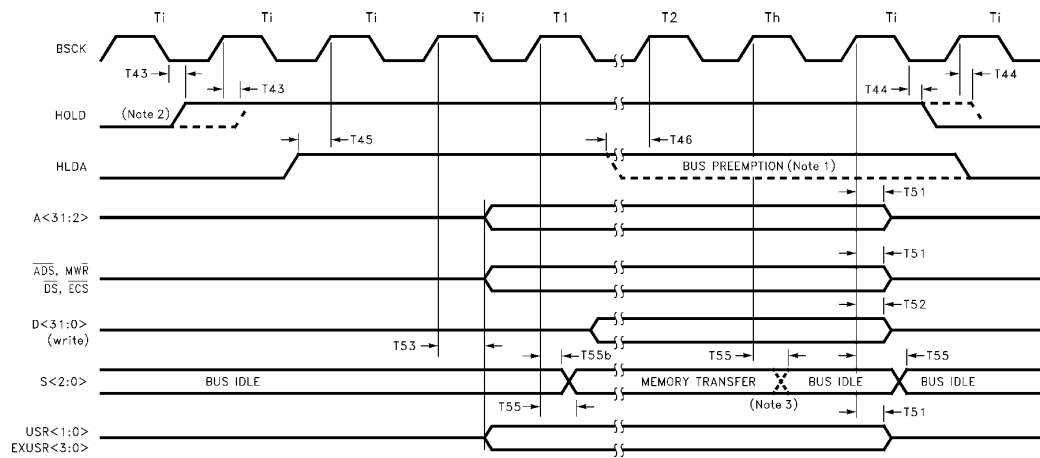 Ti Ti Ti Ti T1 T2 Th Ti Ti
BSCK
T43 T43 T44 T44
HOLD (Note 2)
T45 T46
HLDA BUS PREEMPTION (Note 1)
T51
A<31:2>
T51
ADS, MWR
DS, ECS
T52
D<31:0>
(write)
T53 T55b T55 T55
S<2:0> BUS IDLE MEMORY TRANSFER BUS IDLE BUS IDLE
(Note 3)
T55 T51
USR<1:0>
EXUSR<3:0>